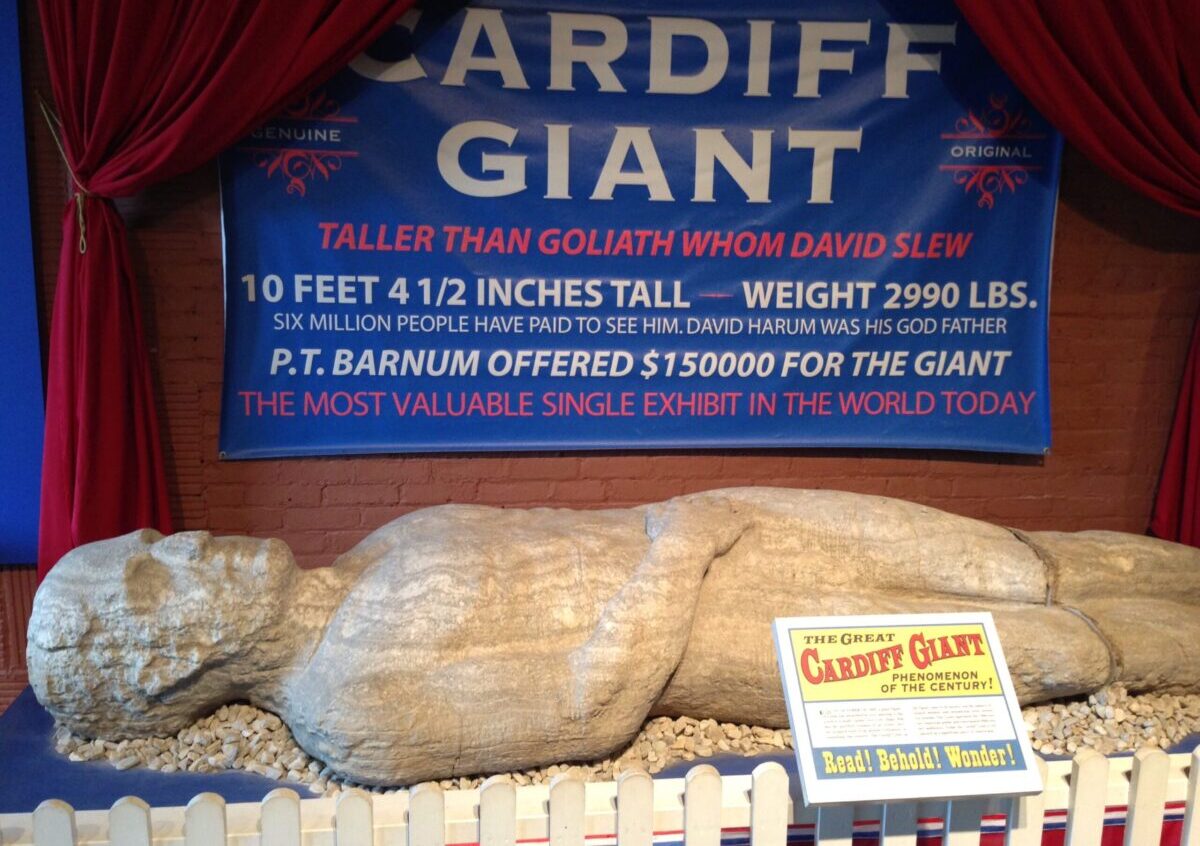 CARDIFF
GIANT
GENUINE
ORIGINAL
TALLER THAN GOLIATH WHOM DAVID SLEW
10 FEET 4 1/2 INCHES TALL — WEIGHT 2990 LBS.
SIX MILLION PEOPLE HAVE PAID TO SEE HIM. DAVID HARUM WAS HIS GOD FATHER
P.T. BARNUM OFFERED $150000 FOR THE GIANT
THE MOST VALUABLE SINGLE EXHIBIT IN THE WORLD TODAY
THE GREAT
CARDIFF GIANT
PHENOMENON
OF THE CENTURY!
Read! Behold! Wonder!